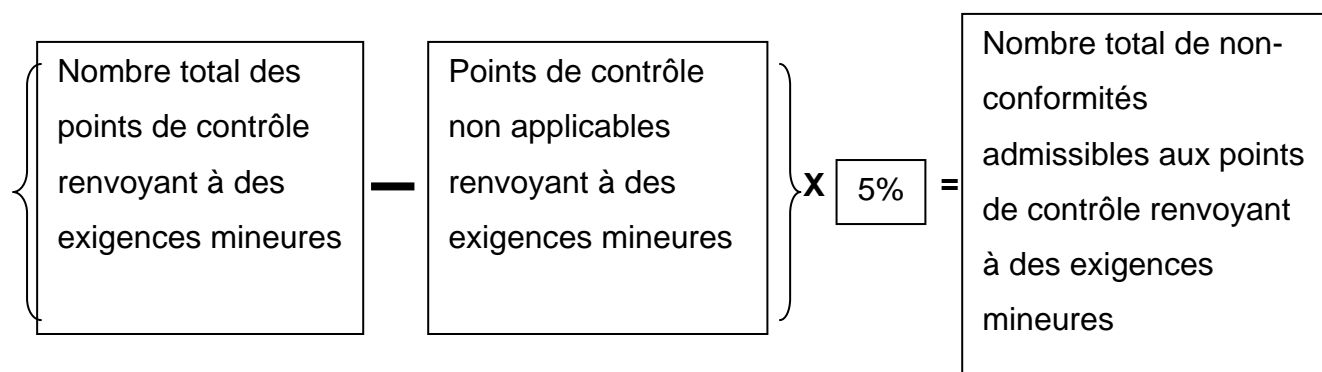 Nombre total des
points de contrôle
renvoyant à des
exigences mineures
—
Points de contrôle
non applicables
renvoyant à des
exigences mineures
X
5%
=
Nombre total de non-
conformités
admissibles aux points
de contrôle renvoyant
à des exigences
mineures